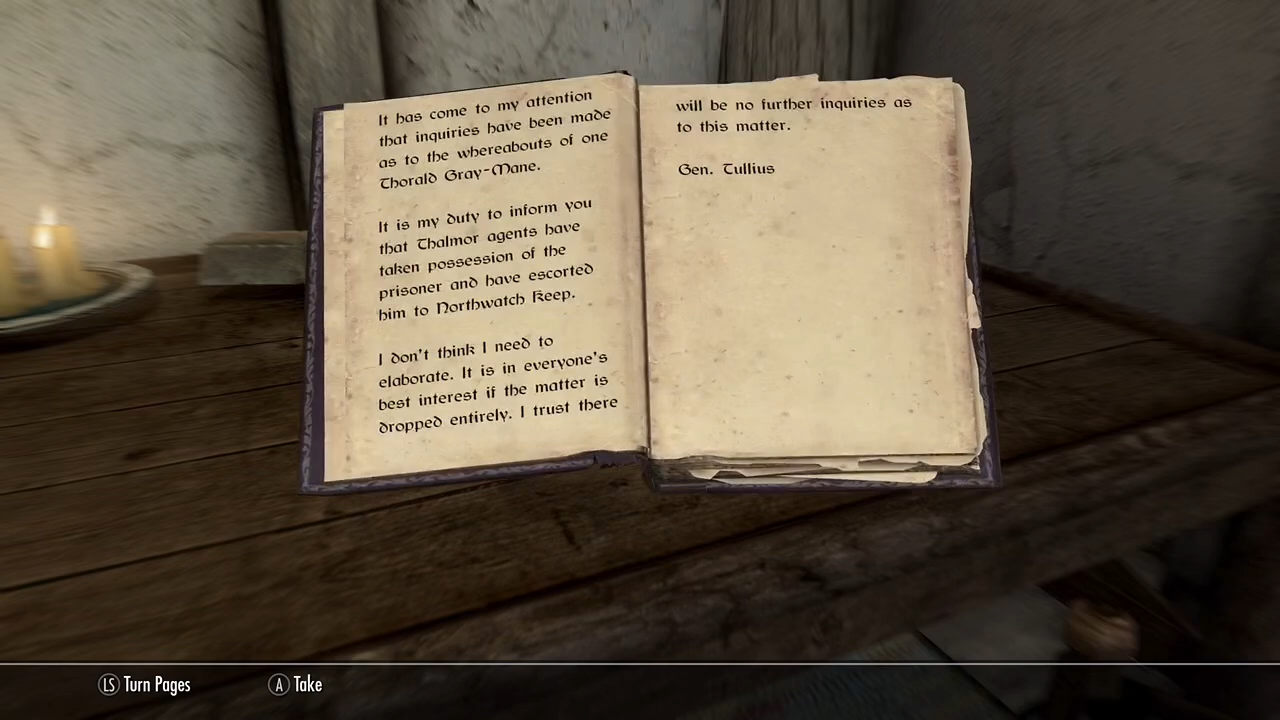 It has come to my attention
that inquiries have been made
as to the whereabouts of one
Thorald Gray-Mane.
It is my duty to inform you
that Thalmor agents have
taken possession of the
prisoner and have escorted
him to Northwatch Keep.
I don't think I need to
elaborate. It is in everyone's
best interest if the matter is
dropped entirely. I trust there
will be no further inquiries as
to this matter.
Gen. Tullius
LS Turn Pages
A Take